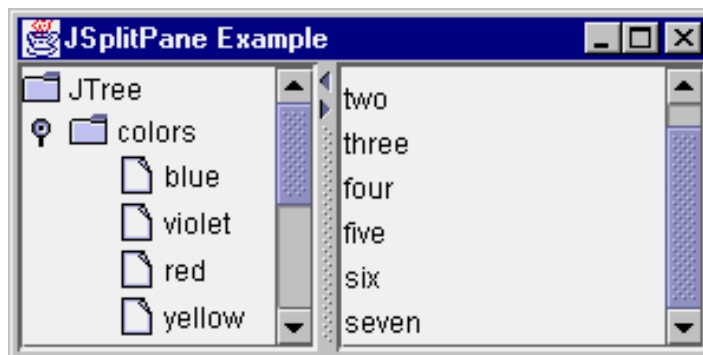 JSplitPane Example
JTree
colors
blue
violet
red
yellow
two
three
four
five
six
seven